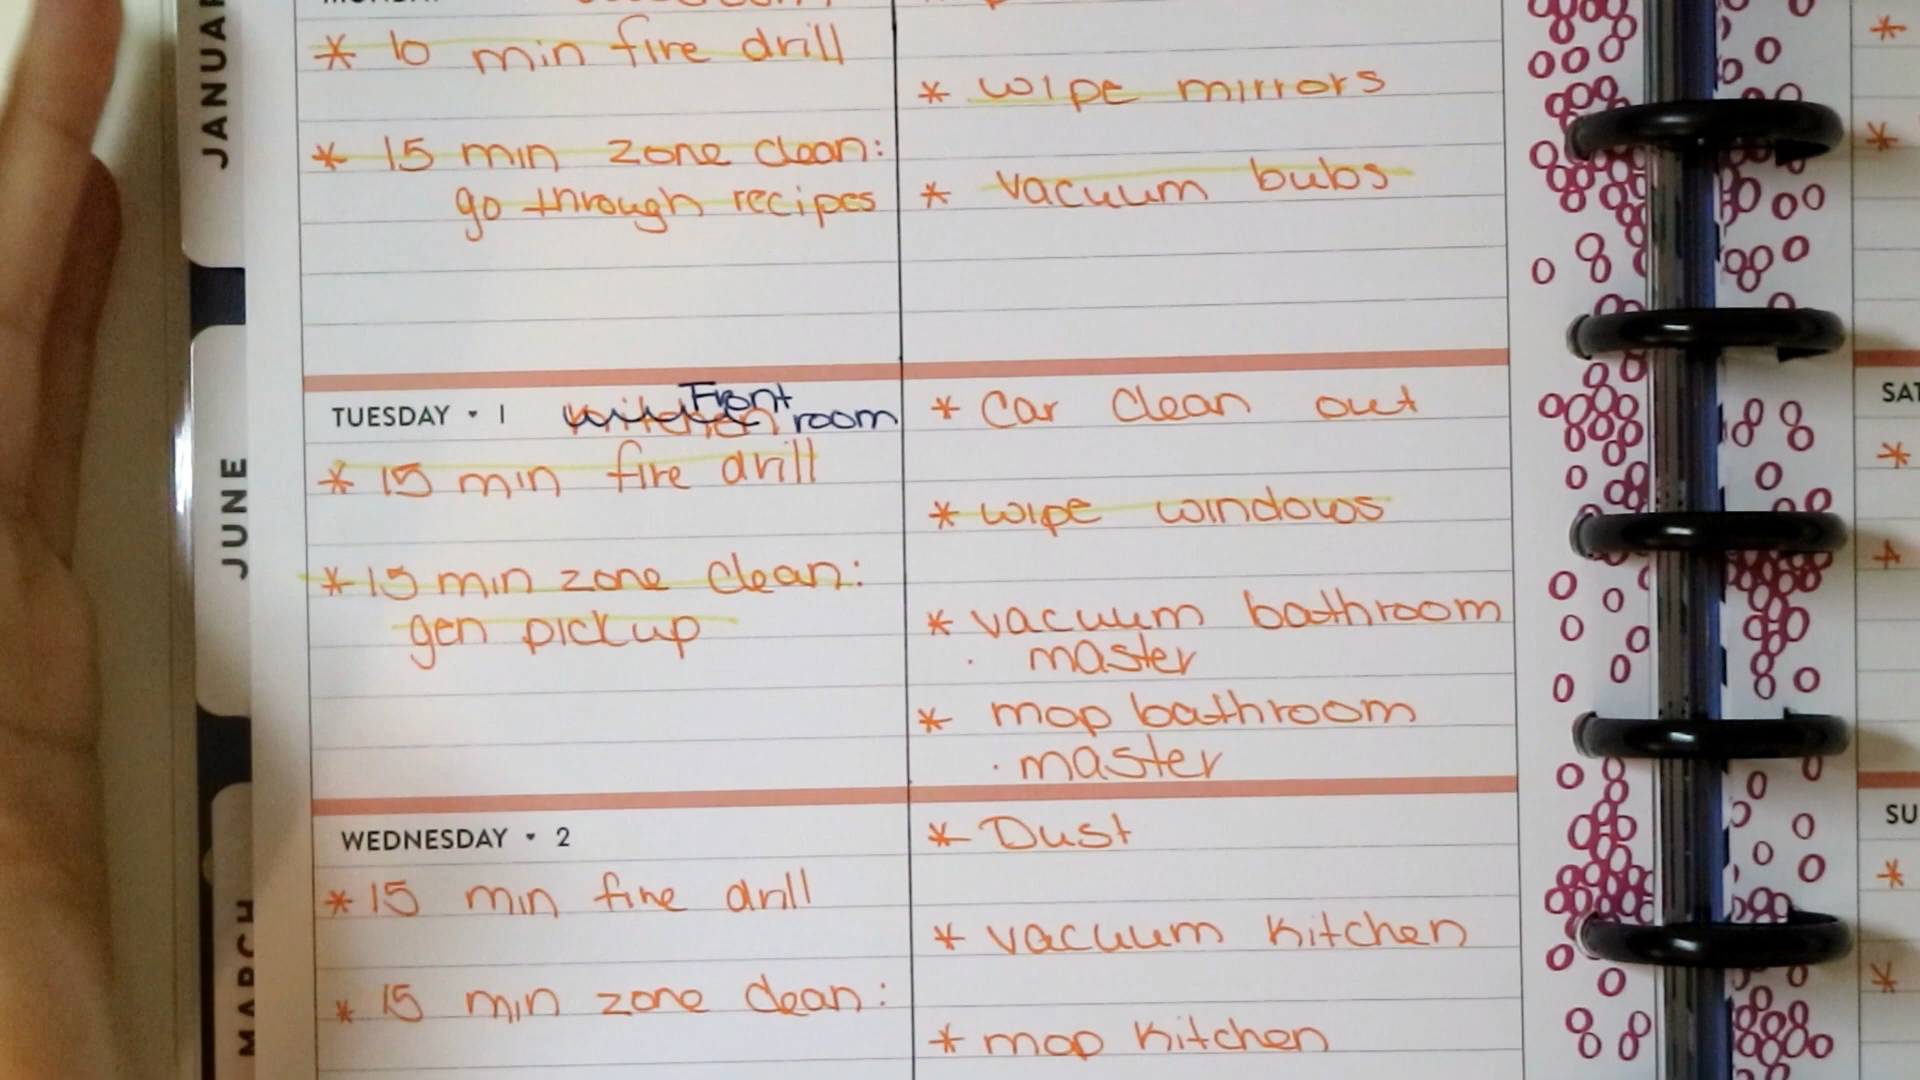 JANUAR
* 10 min fire drill
* 15 min zone clean:
go through recipes
* wipe mirrors
* vacuum bubs
JUNE
TUESDAY • 1 Front room
* 15 min fire drill
* 15 min zone clean:
gen pickup
* Car clean out
* wipe windows
* vacuum bathroom
· master
* mop bathroom
· master
MARCH
WEDNESDAY • 2
* 15 min fire drill
* 15 min zone clean:
* Dust
* vacuum kitchen
* mop kitchen
SAT
*
SU
*